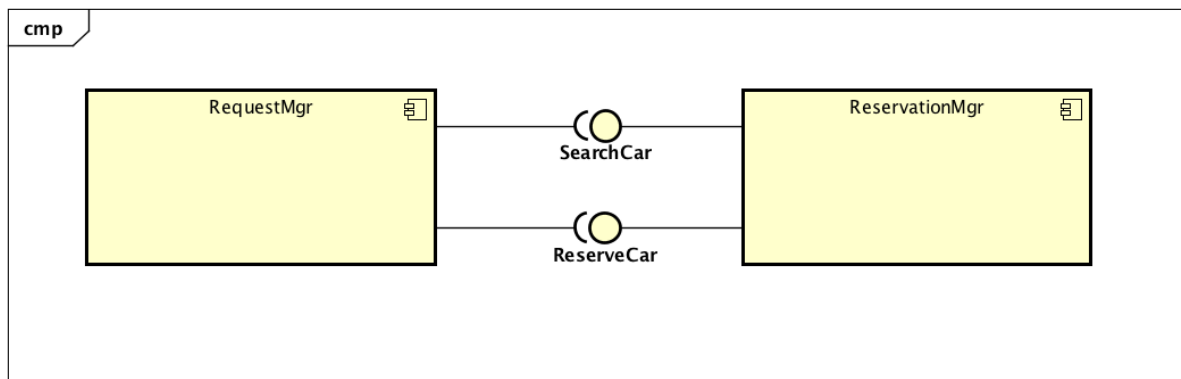 cmp
RequestMgr
ReservationMgr
SearchCar
ReserveCar